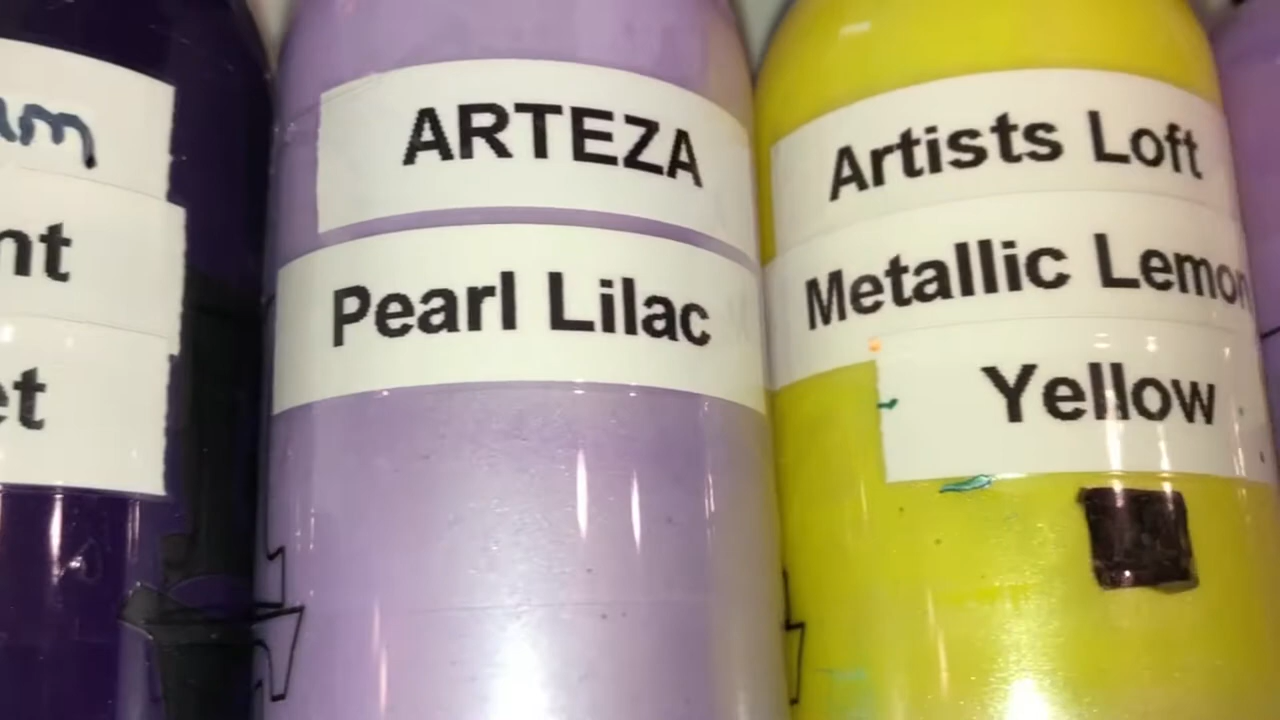 ARTEZA
Pearl Lilac
Artists Loft
Metallic Lemon
Yellow